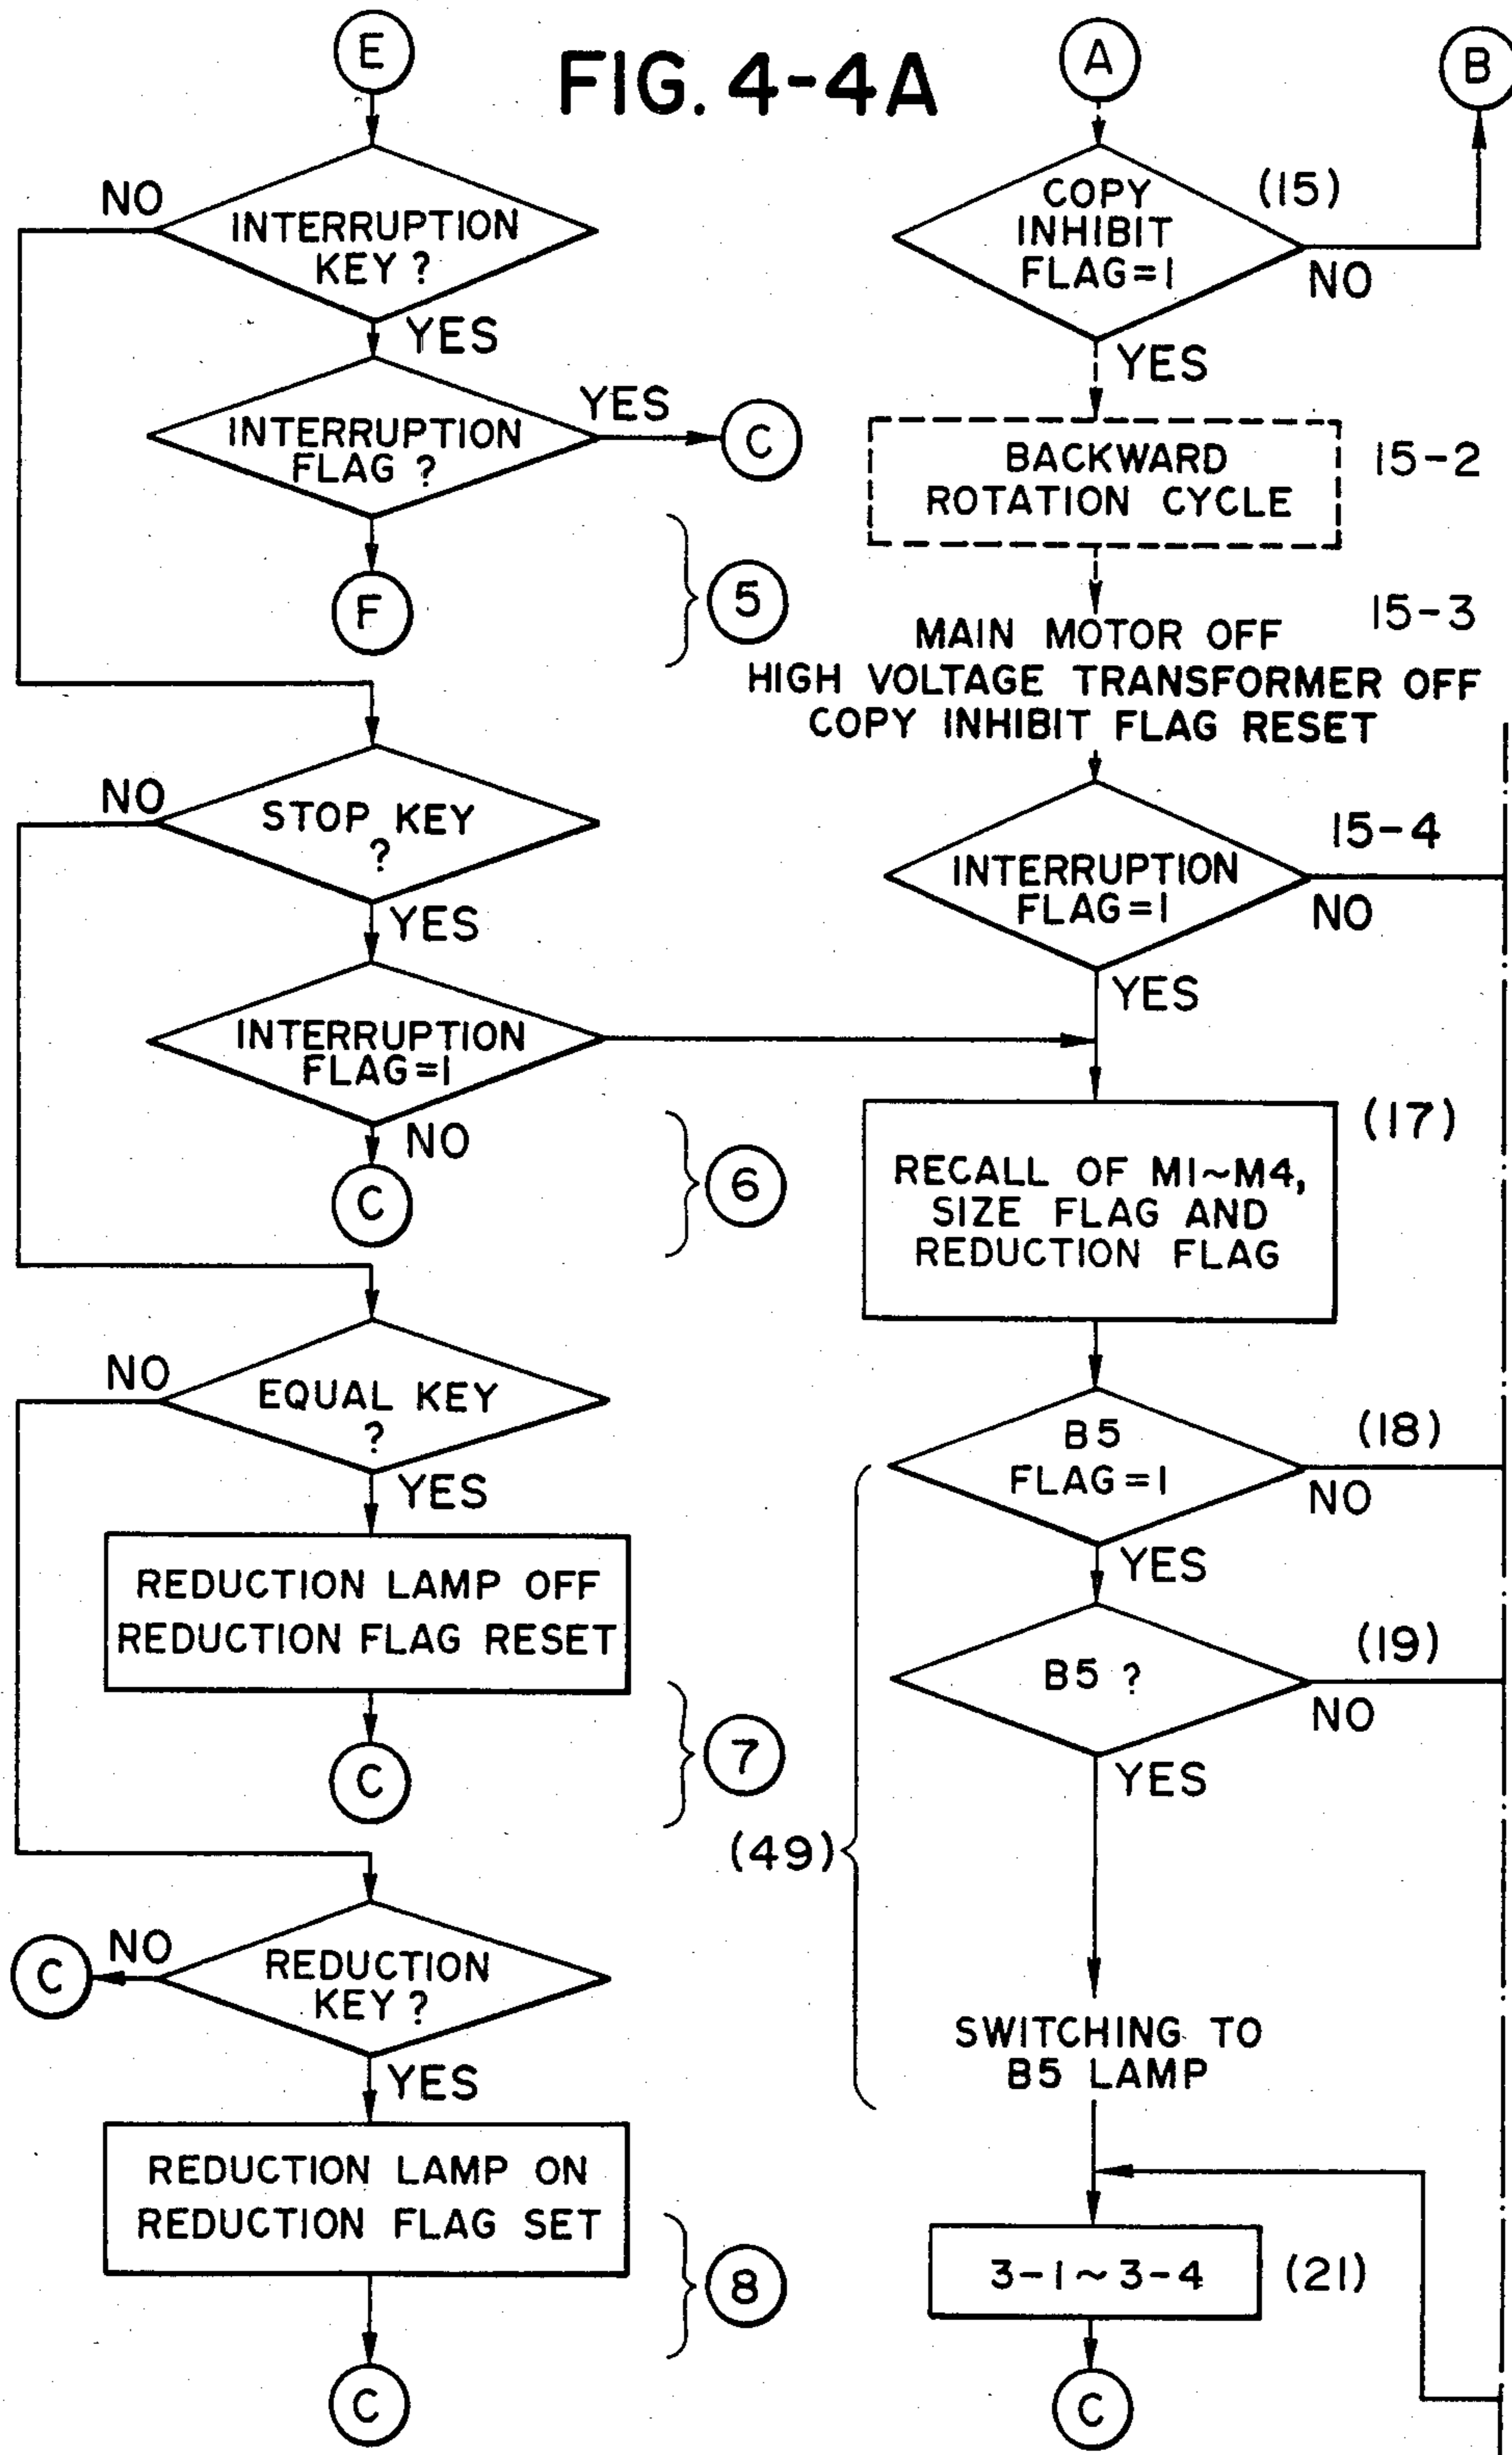 FIG. 4-4A
E
INTERRUPTION
KEY ?
NO
YES
INTERRUPTION
FLAG ?
YES
C
F
5
STOP KEY
?
NO
YES
INTERRUPTION
FLAG=1
NO
C
6
EQUAL KEY
?
NO
YES
REDUCTION LAMP OFF
REDUCTION FLAG RESET
C
7
REDUCTION
KEY ?
NO
C
YES
REDUCTION LAMP ON
REDUCTION FLAG SET
8
C
A
B
COPY
INHIBIT
FLAG=1
(15)
NO
YES
BACKWARD
ROTATION CYCLE
15-2
15-3
MAIN MOTOR OFF
HIGH VOLTAGE TRANSFORMER OFF
COPY INHIBIT FLAG RESET
INTERRUPTION
FLAG=1
15-4
NO
YES
RECALL OF M1~M4,
SIZE FLAG AND
REDUCTION FLAG
(17)
B5
FLAG=1
(18)
NO
YES
B5 ?
(19)
NO
YES
(49)
SWITCHING TO
B5 LAMP
3-1~3-4
(21)
C